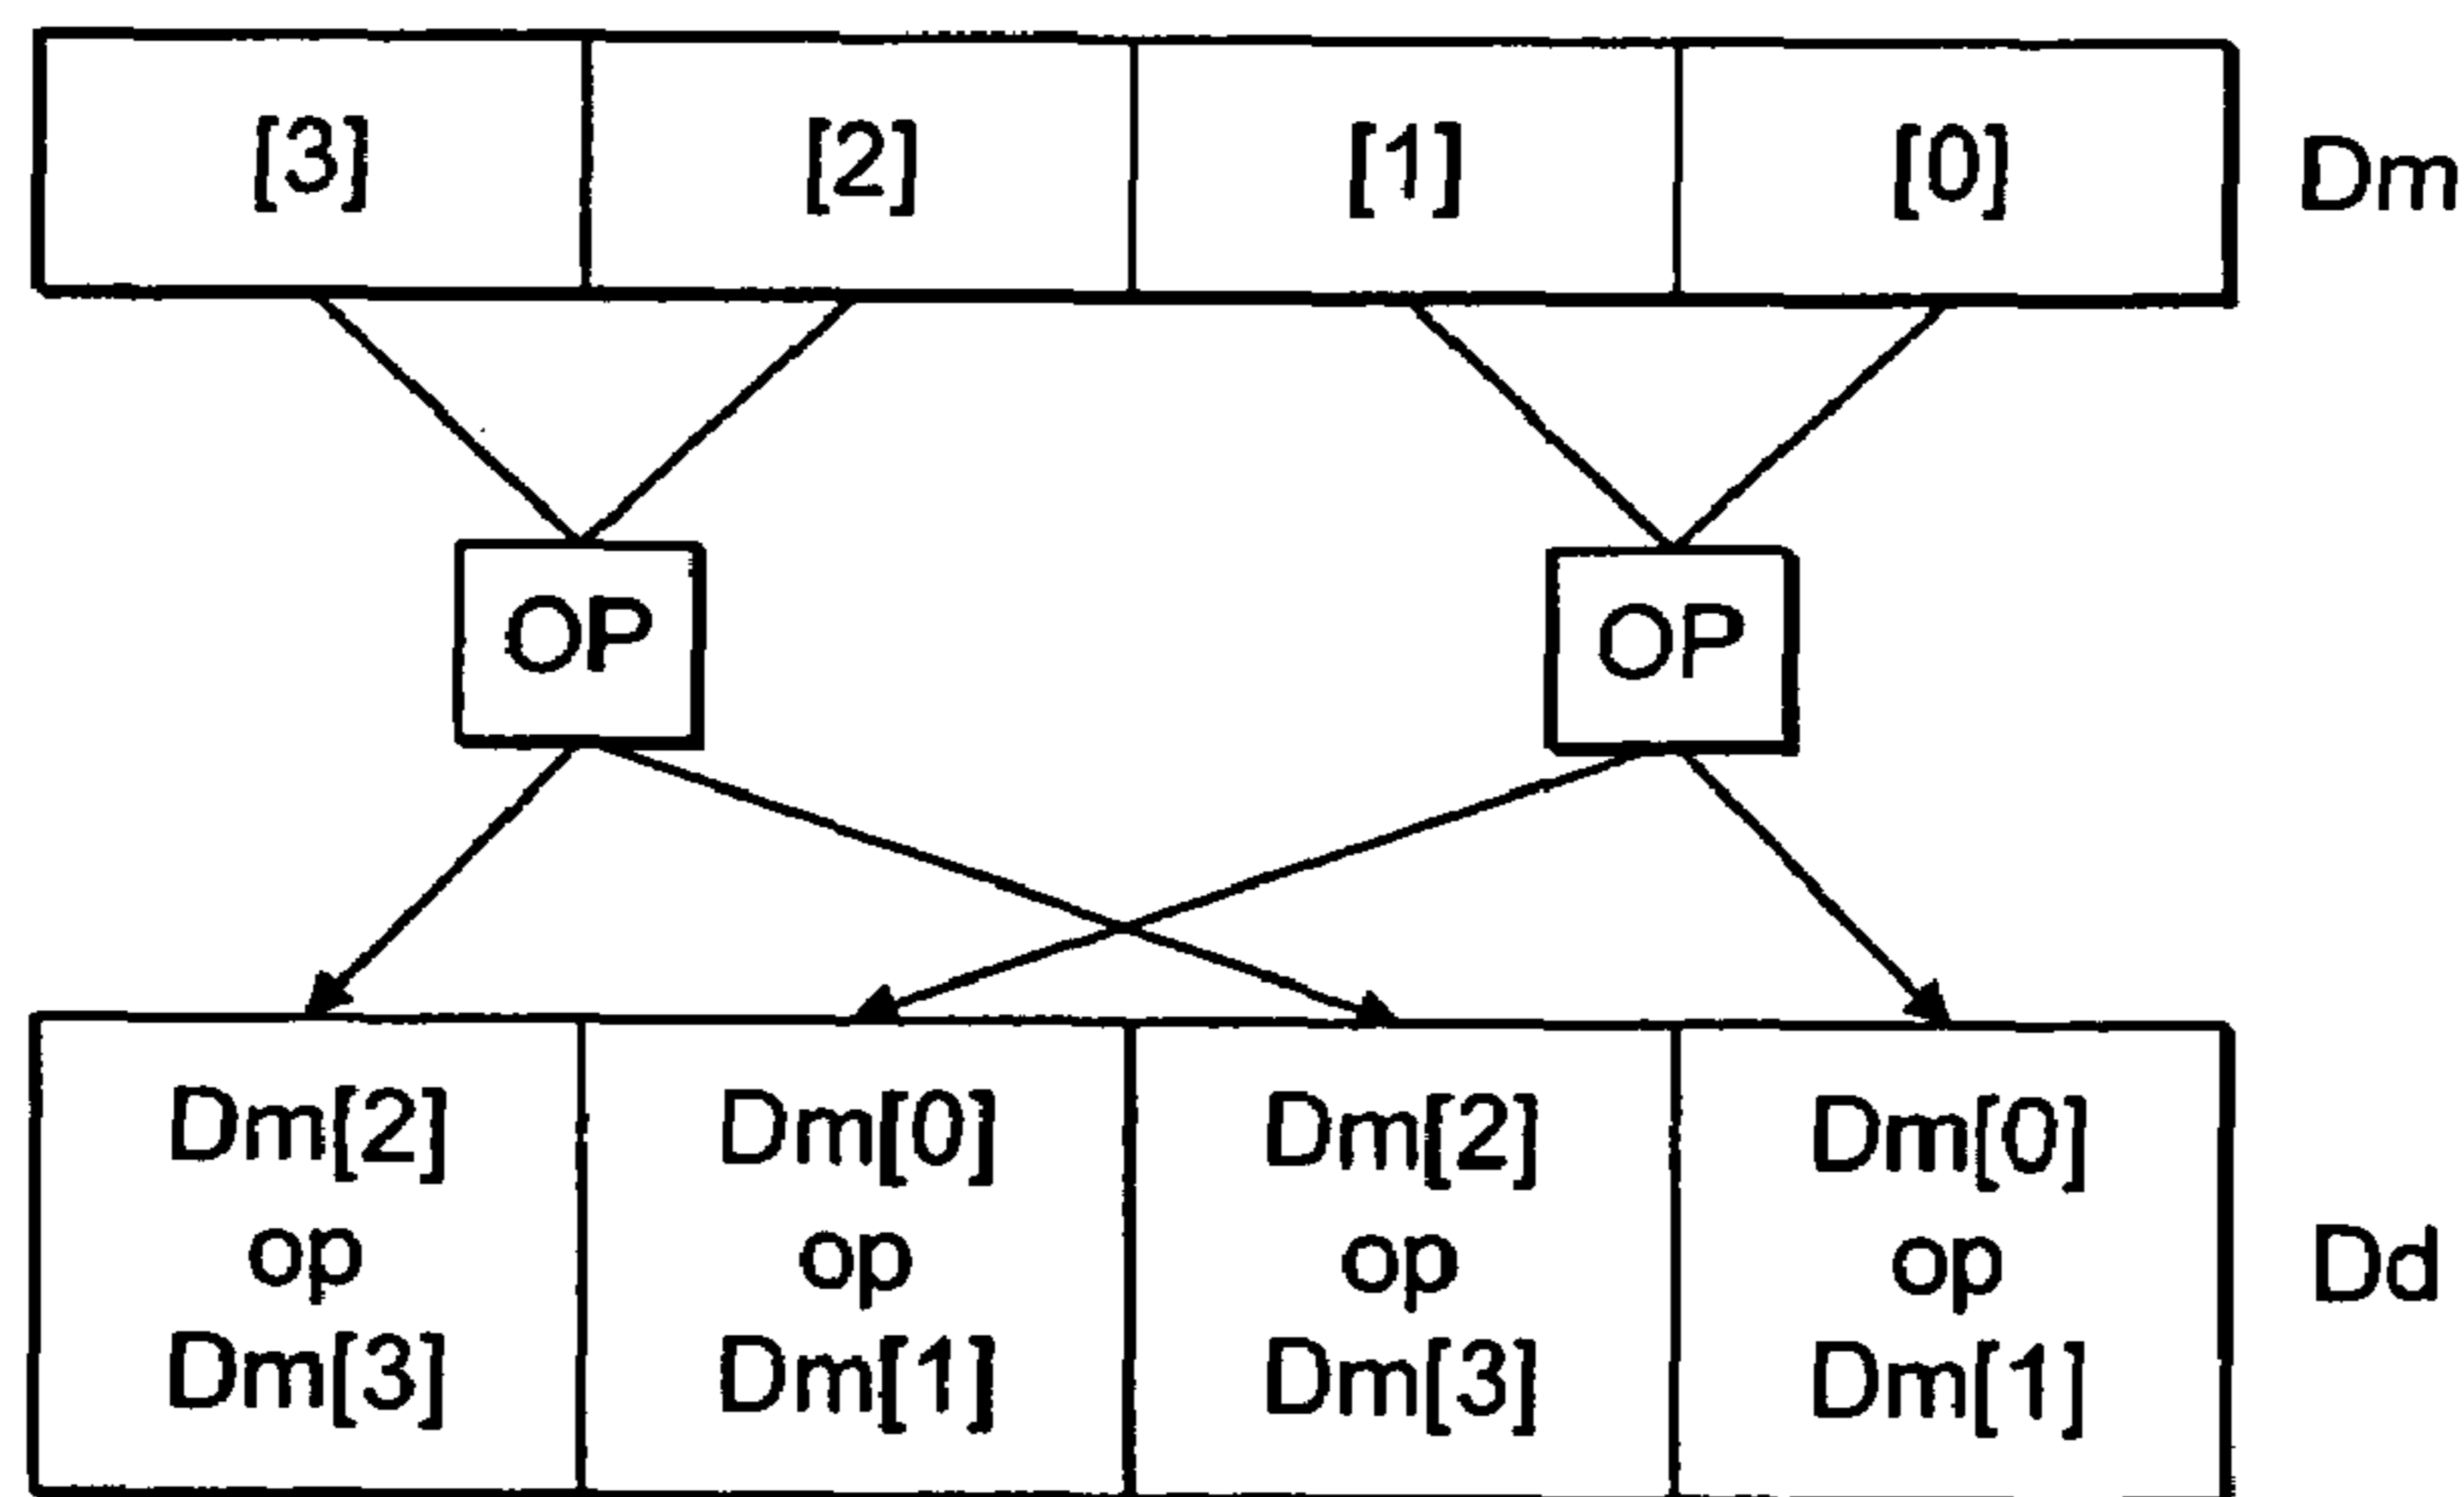 [3] [2] [1] [0] Dm
OP OP
Dm[2] Dm[0] Dm[2] Dm[0]
op op op op Dd
Dm[3] Dm[1] Dm[3] Dm[1]